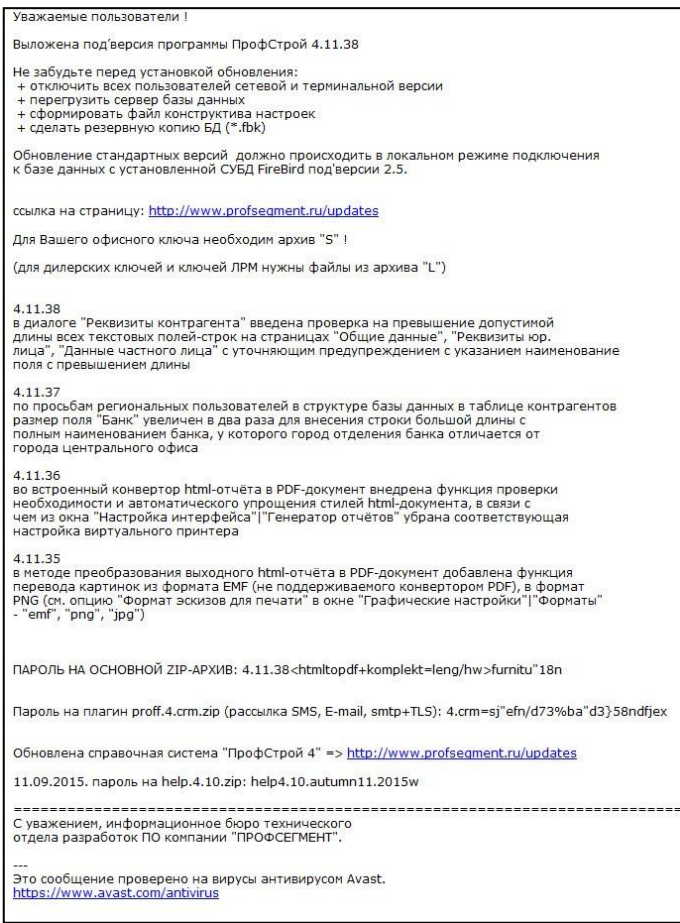 Уважаемые пользователи !
Выложена под'версия программы ПрофСтрой 4.11.38
Не забудьте перед установкой обновления:
+ отключить всех пользователей сетевой и терминальной версии
+ перегрузить сервер базы данных
+ сформировать файл конструктива настроек
+ сделать резервную копию БД (*.fbk)
Обновление стандартных версий должно происходить в локальном режиме подключения
к базе данных с установленной СУБД FireBird под'версии 2.5.
ссылка на страницу: http://www.profsegment.ru/updates
Для Вашего офисного ключа необходим архив "S" !
(для дилерских ключей и ключей ЛРМ нужны файлы из архива "L")
4.11.38
в диалоге "Реквизиты контрагента" введена проверка на превышение допустимой
длины всех текстовых полей-строк на страницах "Общие данные", "Реквизиты юр.
лица", "Данные частного лица" с уточняющим предупреждением с указанием наименование
поля с превышением длины
4.11.37
по просьбам региональных пользователей в структуре базы данных в таблице контрагентов
размер поля "Банк" увеличен в два раза для внесения строки большой длины с
полным наименованием банка, у которого город отделения банка отличается от
города центрального офиса
4.11.36
во встроенный конвертор html-отчёта в PDF-документ внедрена функция проверки
необходимости и автоматического упрощения стилей html-документа, в связи с
чем из окна "Настройка интерфейса"|"Генератор отчётов" убрана соответствующая
настройка виртуального принтера
4.11.35
в методе преобразования выходного html-отчёта в PDF-документ добавлена функция
перевода картинок из формата EMF (не поддерживаемого конвертором PDF), в формат
PNG (см. опцию "Формат эскизов для печати" в окне "Графические настройки"|"Форматы"
- "emf", "png", "jpg")
ПАРОЛЬ НА ОСНОВНОЙ ZIP-АРХИВ: 4.11.38<htmltopdf+komplekt=leng/hw>furnitu"18n
Пароль на плагин proff.4.crm.zip (рассылка SMS, E-mail, smtp+TLS): 4.crm=sj"efn/d73%ba"d3}58ndfjex
Обновлена справочная система "ПрофСтрой 4" => http://www.profsegment.ru/updates
11.09.2015. пароль на help.4.10.zip: help4.10.autumn11.2015w
==============================================================================
С уважением, информационное бюро технического
отдела разработок ПО компании "ПРОФСЕГМЕНТ".
---
Это сообщение проверено на вирусы антивирусом Avast.
https://www.avast.com/antivirus